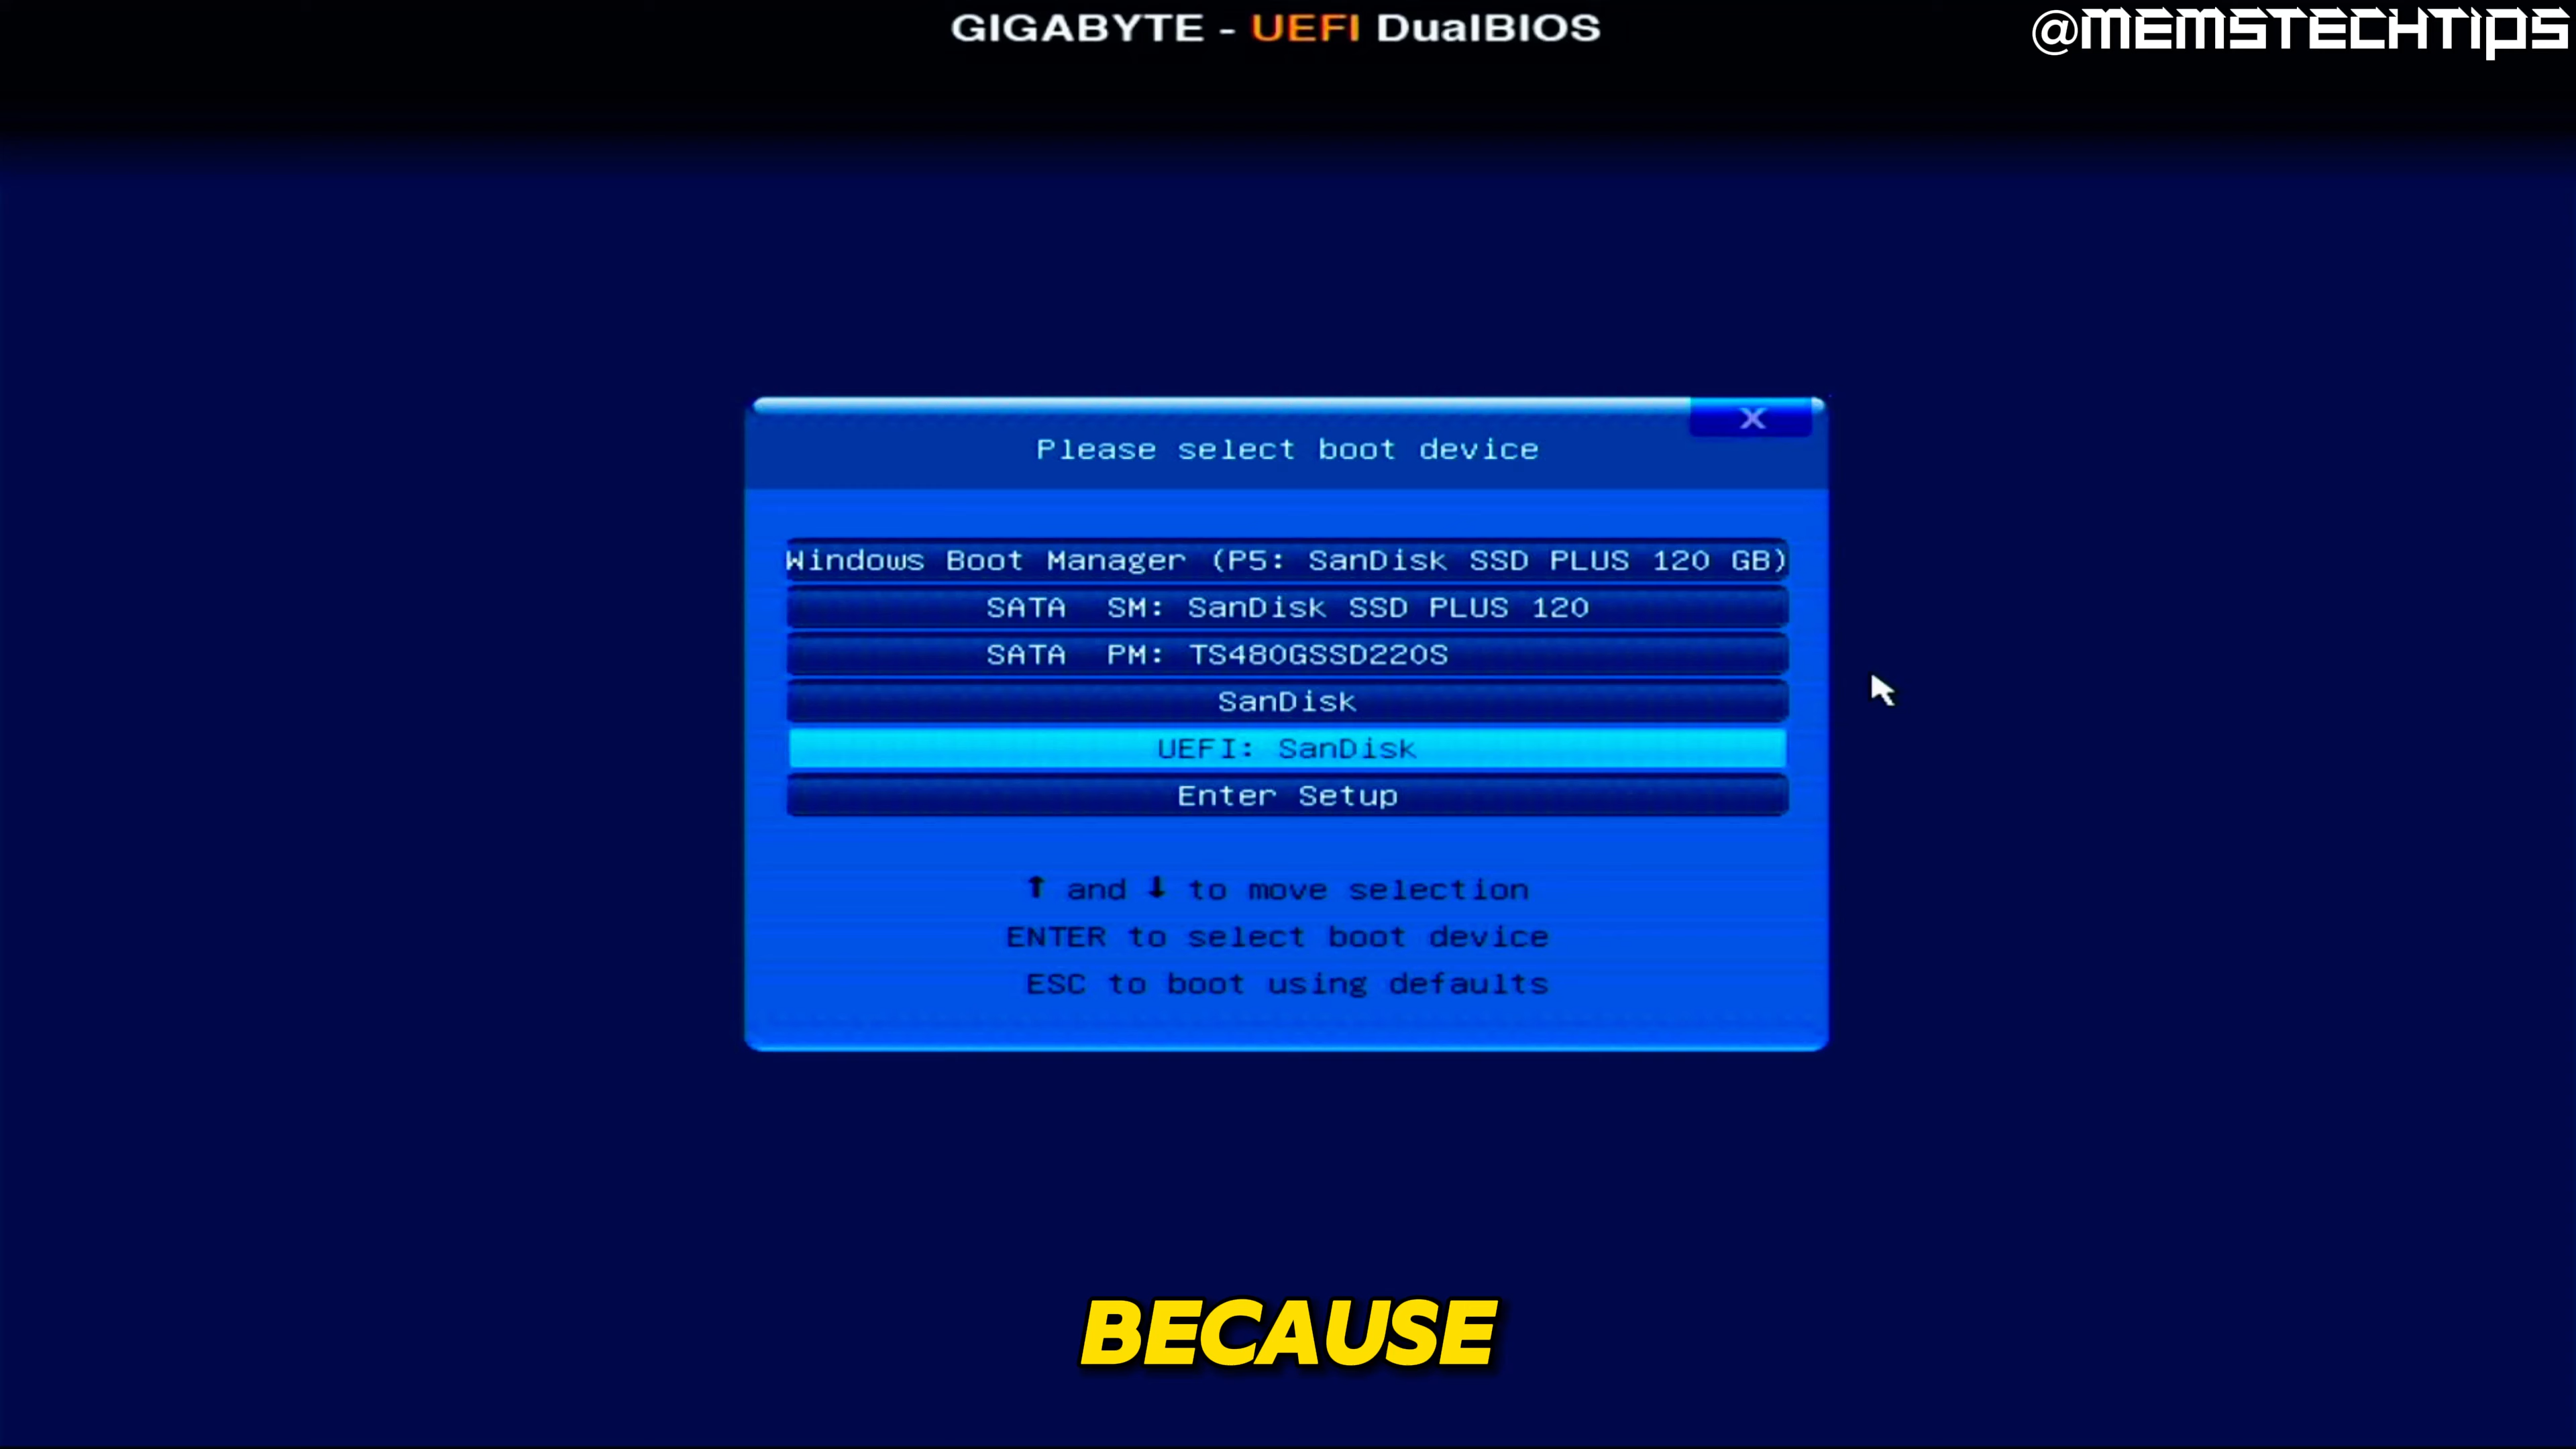 GIGABYTE - UEFI DualBIOS
@MEMSTECHTIPS
X
Please select boot device
Windows Boot Manager (P5: SanDisk SSD PLUS 120 GB)
SATA SM: SanDisk SSD PLUS 120
SATA PM: TS480GSSD220S
SanDisk
UEFI: SanDisk
Enter Setup
↑ and ↓ to move selection
ENTER to select boot device
ESC to boot using defaults
BECAUSE